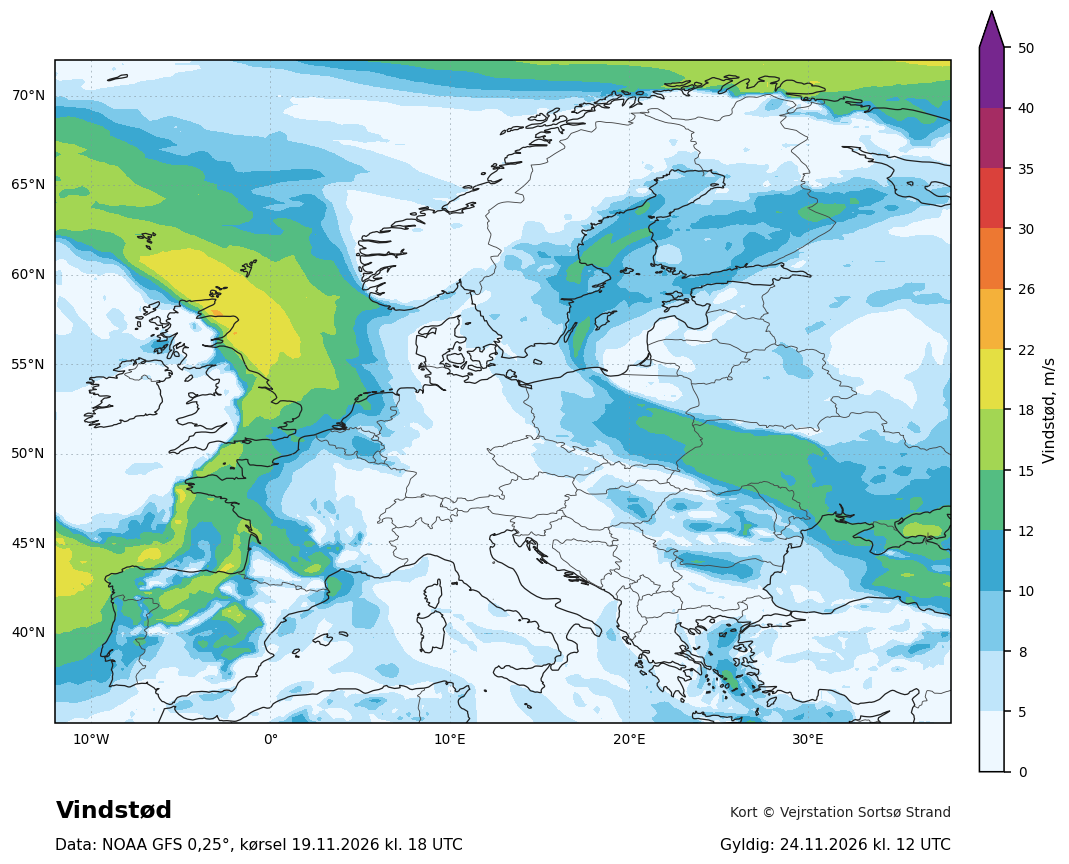 50
40
35
30
26
22
18
15
12
10
8
5
0
Vindstød, m/s
70°N
65°N
60°N
55°N
50°N
45°N
40°N
10°W
0°
10°E
20°E
30°E
Vindstød
Kort © Vejrstation Sortsø Strand
Data: NOAA GFS 0,25°, kørsel 19.11.2026 kl. 18 UTC
Gyldig: 24.11.2026 kl. 12 UTC